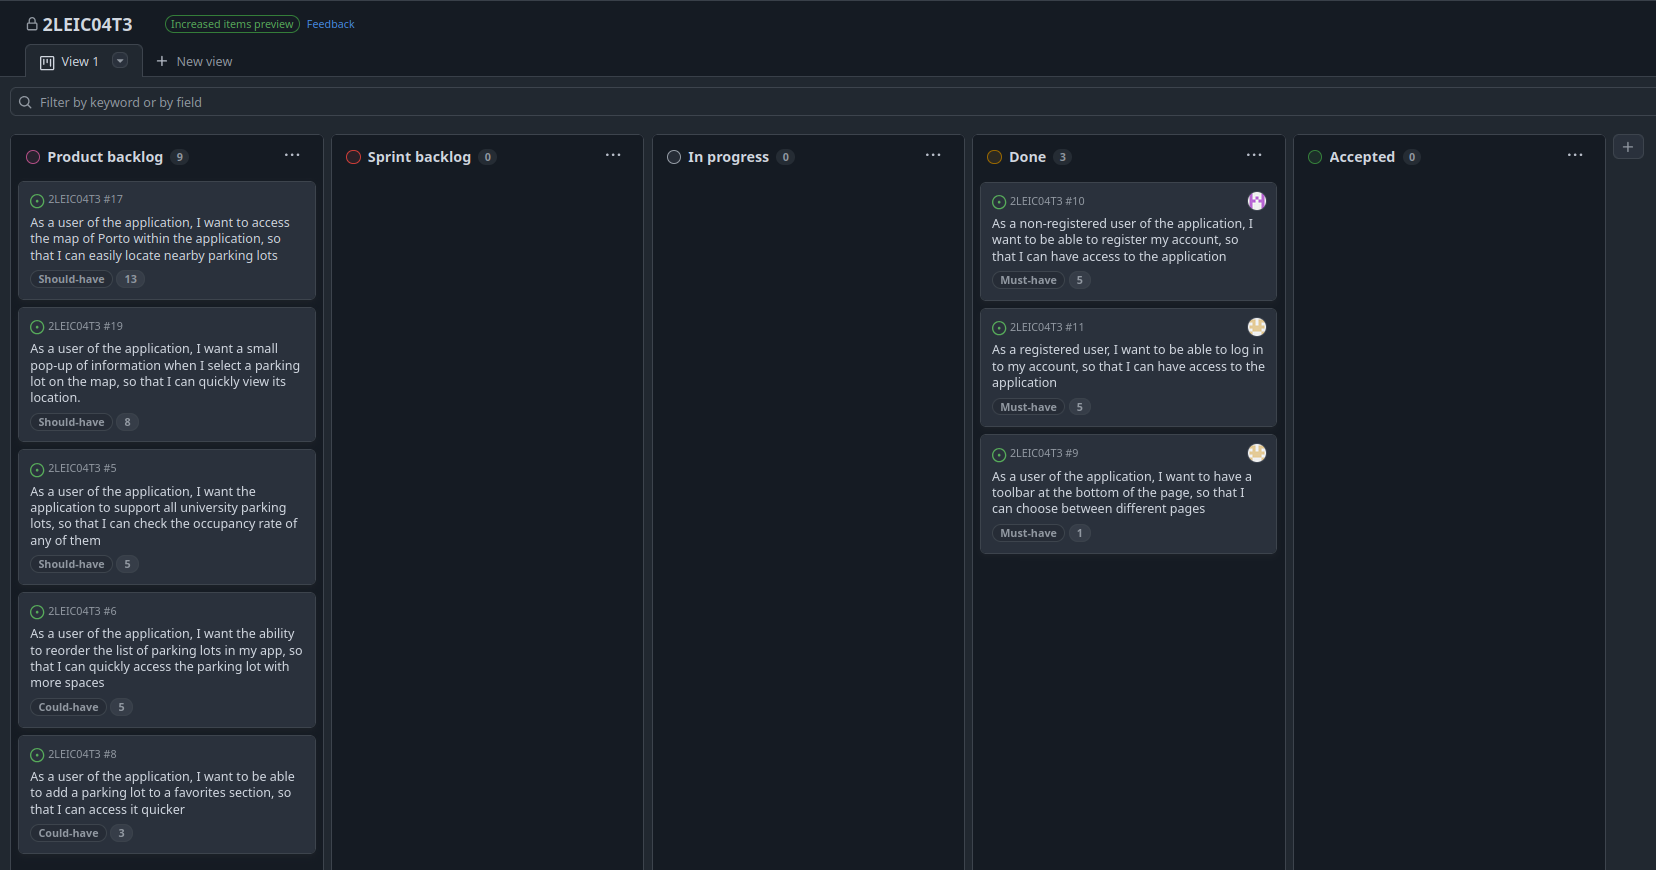 2LEIC04T3
Increased items preview
Feedback
View 1
New view
Filter by keyword or by field
Product backlog 9
2LEIC04T3 #17
As a user of the application, I want to access
the map of Porto within the application, so
that I can easily locate nearby parking lots
Should-have 13
2LEIC04T3 #19
As a user of the application, I want a small
pop-up of information when I select a parking
lot on the map, so that I can quickly view its
location.
Should-have 8
2LEIC04T3 #5
As a user of the application, I want the
application to support all university parking
lots, so that I can check the occupancy rate of
any of them
Should-have 5
2LEIC04T3 #6
As a user of the application, I want the ability
to reorder the list of parking lots in my app, so
that I can quickly access the parking lot with
more spaces
Could-have 5
2LEIC04T3 #8
As a user of the application, I want to be able
to add a parking lot to a favorites section, so
that I can access it quicker
Could-have 3
Sprint backlog 0
In progress 0
Done 3
2LEIC04T3 #10
As a non-registered user of the application, I
want to be able to register my account, so
that I can have access to the application
Must-have 5
2LEIC04T3 #11
As a registered user, I want to be able to log in
to my account, so that I can have access to the
application
Must-have 5
2LEIC04T3 #9
As a user of the application, I want to have a
toolbar at the bottom of the page, so that I
can choose between different pages
Must-have 1
Accepted 0